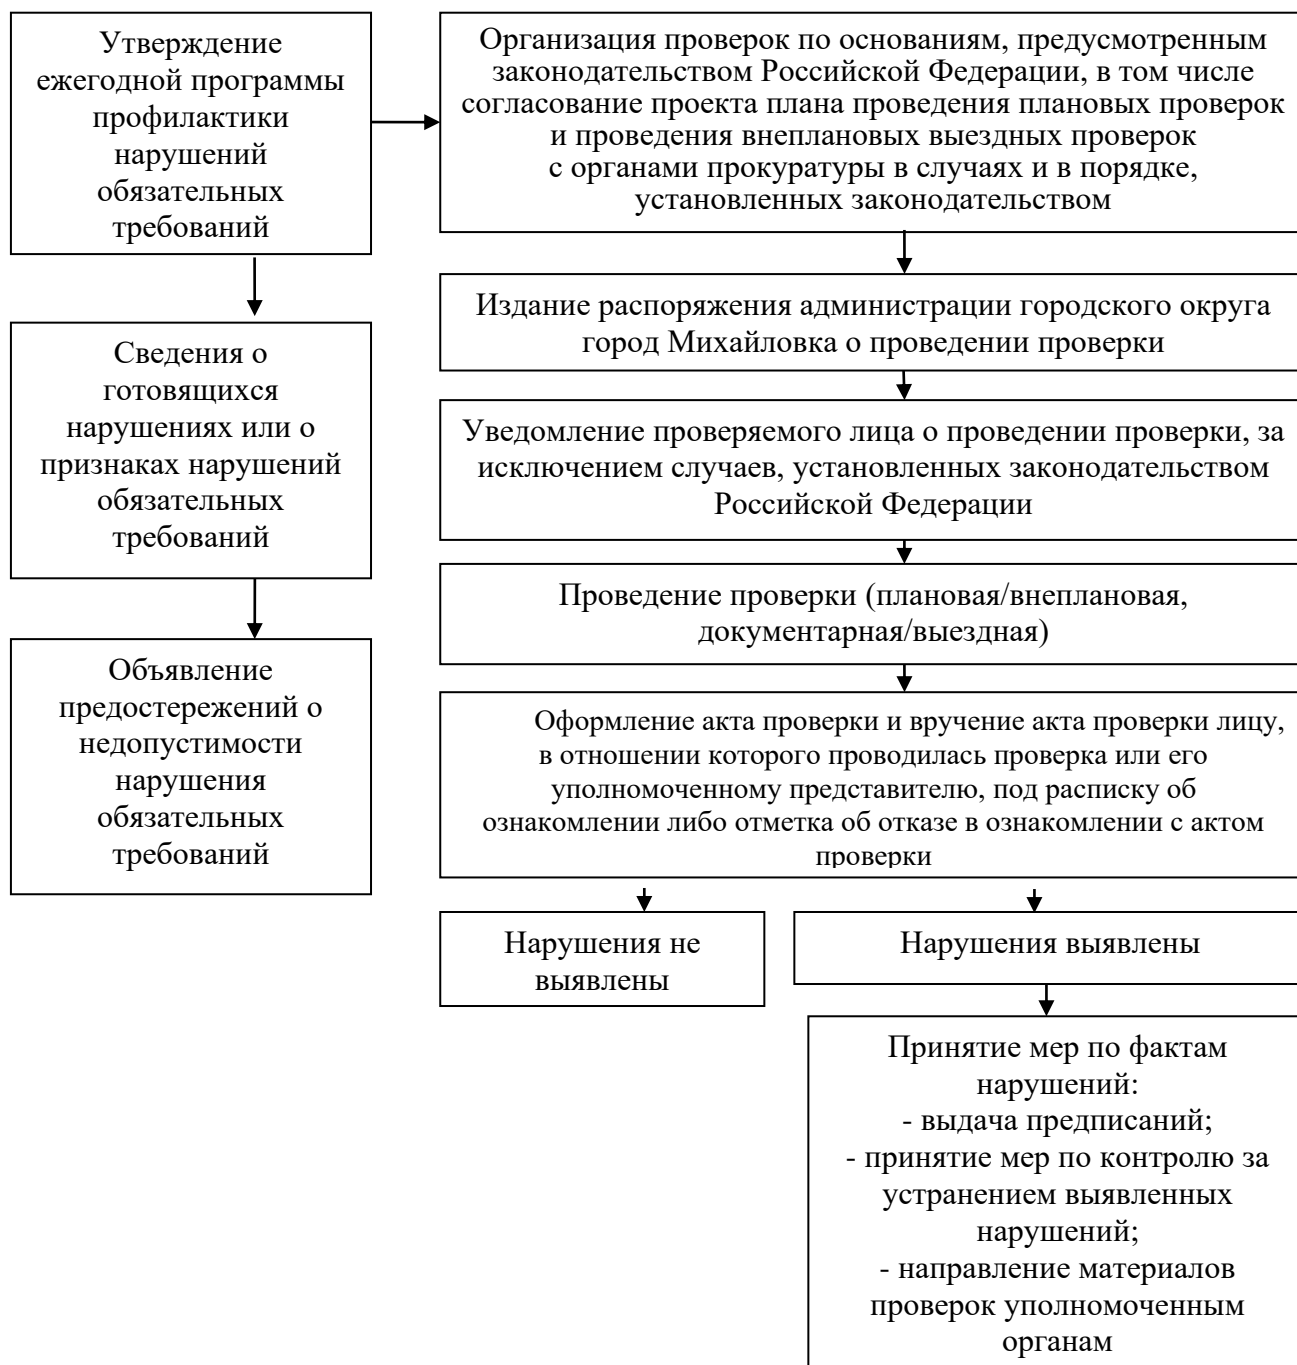 Утверждение
ежегодной программы
профилактики
нарушений
обязательных
требований
Сведения о
готовящихся
нарушениях или о
признаках нарушений
обязательных
требований
Объявление
предостережений о
недопустимости
нарушения
обязательных
требований
Организация проверок по основаниям, предусмотренным
законодательством Российской Федерации, в том числе
согласование проекта плана проведения плановых проверок
и проведения внеплановых выездных проверок
с органами прокуратуры в случаях и в порядке,
установленных законодательством
Издание распоряжения администрации городского округа
город Михайловка о проведении проверки
Уведомление проверяемого лица о проведении проверки, за
исключением случаев, установленных законодательством
Российской Федерации
Проведение проверки (плановая/внеплановая,
документарная/выездная)
Оформление акта проверки и вручение акта проверки лицу,
в отношении которого проводилась проверка или его
уполномоченному представителю, под расписку об
ознакомлении либо отметка об отказе в ознакомлении с актом
проверки
Нарушения не
выявлены
Нарушения выявлены
Принятие мер по фактам
нарушений:
- выдача предписаний;
- принятие мер по контролю за
устранением выявленных
нарушений;
- направление материалов
проверок уполномоченным
органам